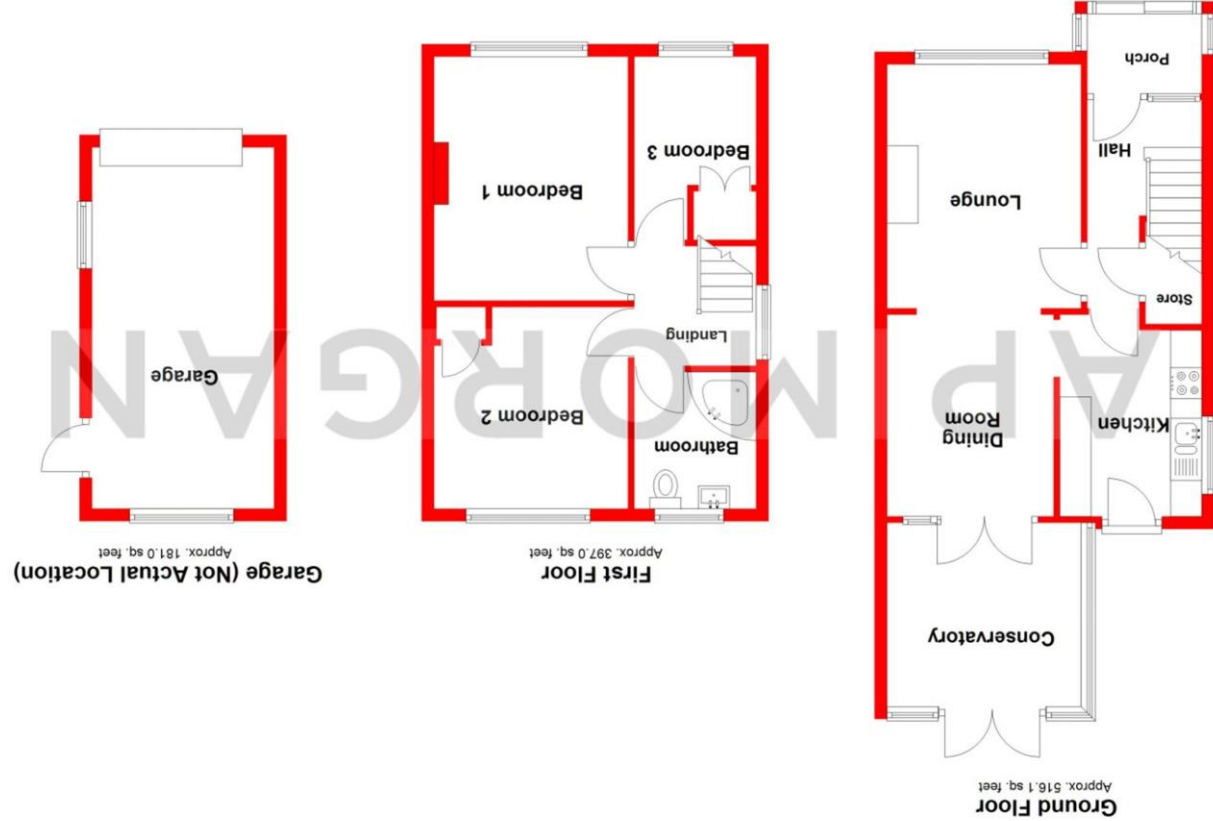 Ground Floor
Approx. 516.1 sq. feet
Conservatory
Dining
Room
Kitchen
Store
Lounge
Hall
Porch
First Floor
Approx. 397.0 sq. feet
Bathroom
Bedroom 2
Landing
Bedroom 1
Bedroom 3
Garage (Not Actual Location)
Approx. 181.0 sq. feet
Garage
AP MORGAN